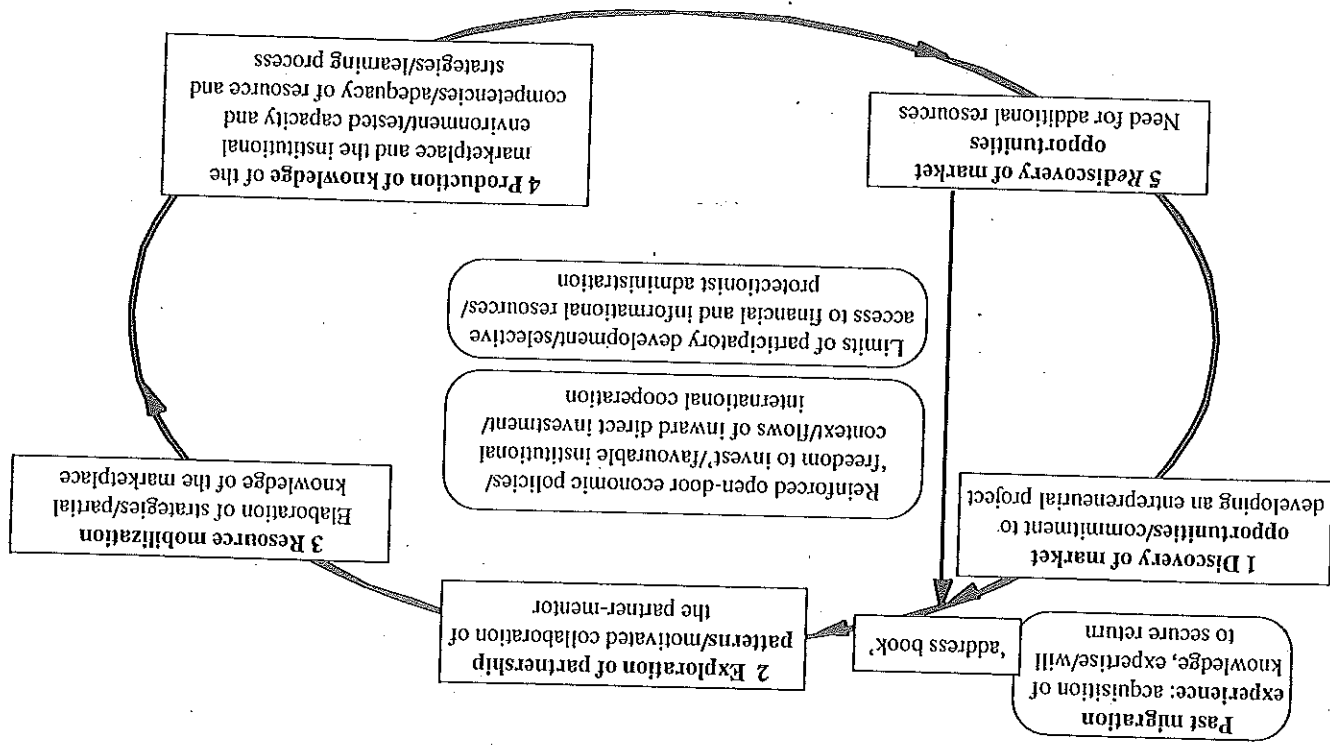 Past migration
experience: acquisition of
knowledge, expertise/will
to secure return
'address book'
1 Discovery of market
opportunities/commitment to
developing an entrepreneurial project
2 Exploration of partnership
patterns/motivated collaboration of
the partner-mentor
3 Resource mobilization
Elaboration of strategies/partial
knowledge of the marketplace
Reinforced open-door economic policies/
'freedom to invest'/favourable institutional
context/flows of inward direct investment/
international cooperation
Limits of participatory development/selective
access to financial and informational resources/
protectionist administration
4 Production of knowledge of the
marketplace and the institutional
environment/tested capacity and
competencies/adequacy of resource and
strategies/learning process
5 Rediscovery of market
opportunities
Need for additional resources